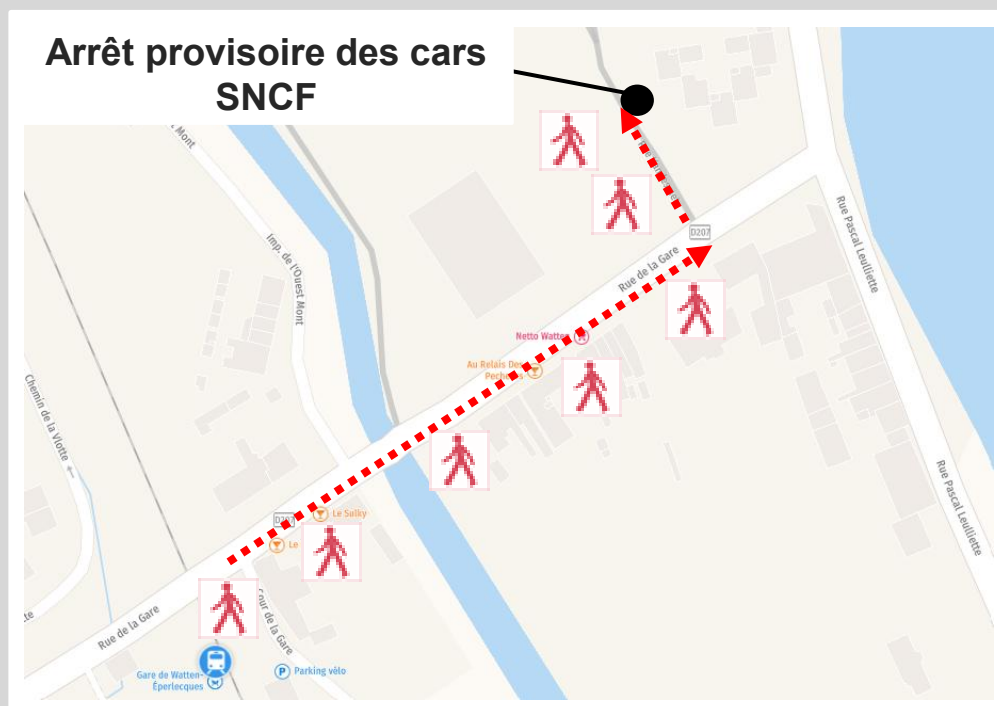 Arrêt provisoire des cars
SNCF
Mont
Imp. de l'Ouest Mont
Rue Pascal Leulliette
D207
Rue de la Gare
Netto Watten
Au Relais Des
Chemin de la Vlotte
Rue Pascal Leulliette
Le Sulky
Le
Cour de la Gare
Rue de la Gare
Gare de Watten-
Éperlecques
P Parking vélo